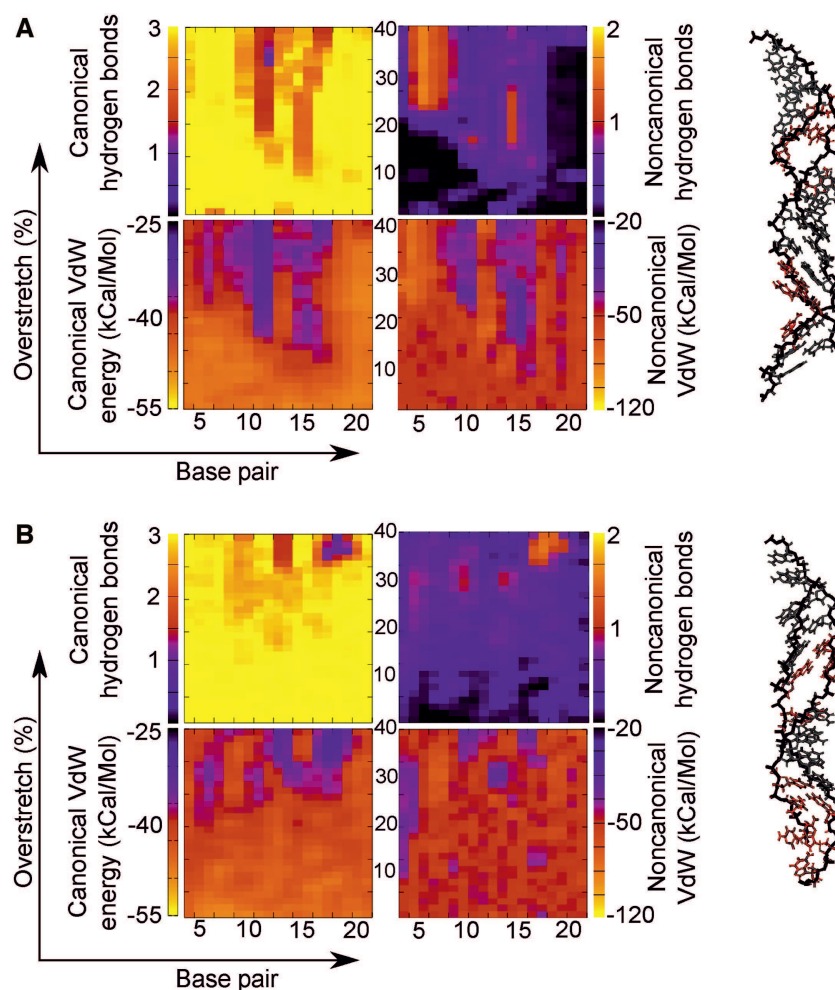 A
Overstretch (%)
Canonical
hydrogen bonds
3
2
1
40
30
20
10
2
1
0
Noncanonical
hydrogen bonds
Canonical VdW
energy (kCal/Mol)
-25
-40
-55
40
30
20
10
-20
-50
-120
Noncanonical
VdW (kCal/Mol)
5 10 15 20 5 10 15 20
Base pair
B
Overstretch (%)
Canonical
hydrogen bonds
3
2
1
40
30
20
10
2
1
0
Noncanonical
hydrogen bonds
Canonical VdW
energy (kCal/Mol)
-25
-40
-55
40
30
20
10
-20
-50
-120
Noncanonical
VdW (kCal/Mol)
5 10 15 20 5 10 15 20
Base pair